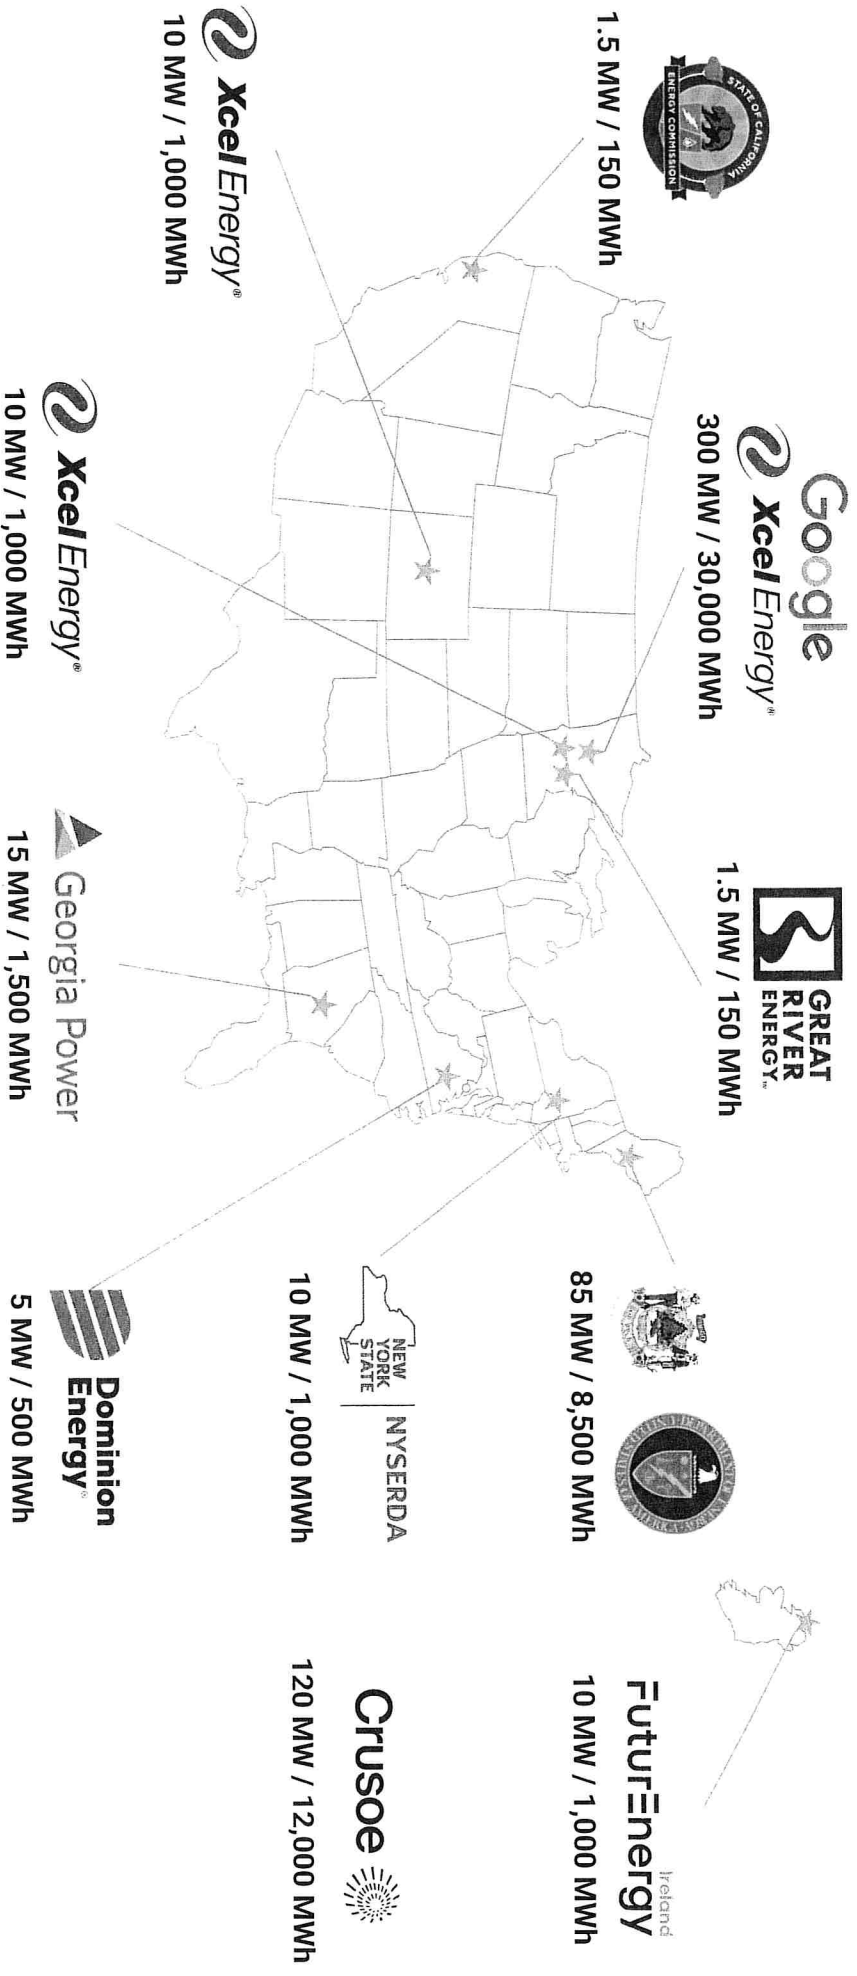 STATE OF CALIFORNIA
ENERGY COMMISSION
1.5 MW / 150 MWh
Google
Xcel Energy®
300 MW / 30,000 MWh
GREAT
RIVER
ENERGY™
1.5 MW / 150 MWh
85 MW / 8,500 MWh
FuturEnergy
Ireland
10 MW / 1,000 MWh
Xcel Energy®
10 MW / 1,000 MWh
NEW
YORK
STATE
NYSERDA
10 MW / 1,000 MWh
Crusoe
120 MW / 12,000 MWh
Xcel Energy®
10 MW / 1,000 MWh
Georgia Power
15 MW / 1,500 MWh
Dominion
Energy®
5 MW / 500 MWh